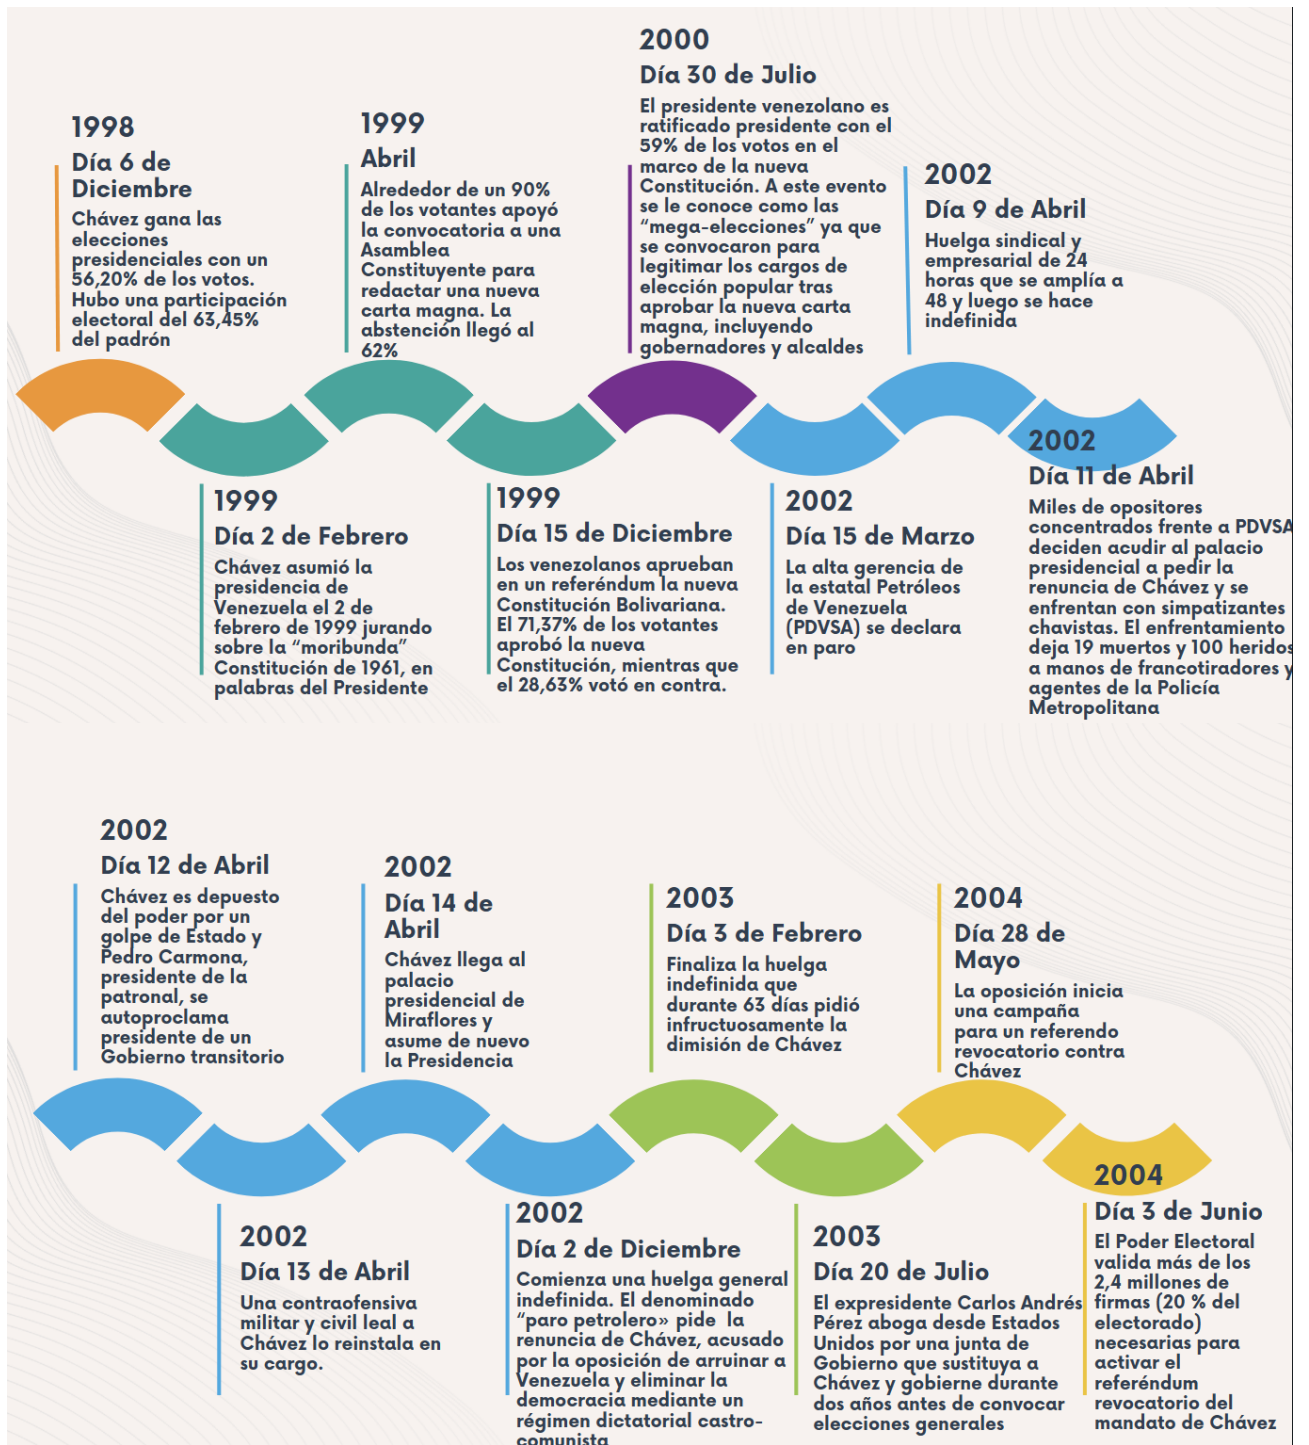 1998
Día 6 de
Diciembre
Chávez gana las
elecciones
presidenciales con un
56,20% de los votos.
Hubo una participación
electoral del 63,45%
del padrón
1999
Día 2 de Febrero
Chávez asumió la
presidencia de
Venezuela el 2 de
febrero de 1999 jurando
sobre la “moribunda”
Constitución de 1961, en
palabras del Presidente
1999
Abril
Alrededor de un 90%
de los votantes apoyó
la convocatoria a una
Asamblea
Constituyente para
redactar una nueva
carta magna. La
abstención llegó al
62%
1999
Día 15 de Diciembre
Los venezolanos aprueban
en un referéndum la nueva
Constitución Bolivariana.
El 71,37% de los votantes
aprobó la nueva
Constitución, mientras que
el 28,63% votó en contra.
2000
Día 30 de Julio
El presidente venezolano es
ratificado presidente con el
59% de los votos en el
marco de la nueva
Constitución. A este evento
se le conoce como las
“mega-elecciones” ya que
se convocaron para
legitimar los cargos de
elección popular tras
aprobar la nueva carta
magna, incluyendo
gobernadores y alcaldes
2002
Día 15 de Marzo
La alta gerencia de
la estatal Petróleos
de Venezuela
(PDVSA) se declara
en paro
2002
Día 9 de Abril
Huelga sindical y
empresarial de 24
horas que se amplía a
48 y luego se hace
indefinida
2002
Día 11 de Abril
Miles de opositores
concentrados frente a PDVSA
deciden acudir al palacio
presidencial a pedir la
renuncia de Chávez y se
enfrentan con simpatizantes
chavistas. El enfrentamiento
deja 19 muertos y 100 heridos
a manos de francotiradores y
agentes de la Policía
Metropolitana
2002
Día 12 de Abril
Chávez es depuesto
del poder por un
golpe de Estado y
Pedro Carmona,
presidente de la
patronal, se
autoproclama
presidente de un
Gobierno transitorio
2002
Día 13 de Abril
Una contraofensiva
militar y civil leal a
Chávez lo reinstala en
su cargo.
2002
Día 14 de
Abril
Chávez llega al
palacio
presidencial de
Miraflores y
asume de nuevo
la Presidencia
2002
Día 2 de Diciembre
Comienza una huelga general
indefinida. El denominado
“paro petrolero» pide la
renuncia de Chávez, acusado
por la oposición de arruinar a
Venezuela y eliminar la
democracia mediante un
régimen dictatorial castro-
comunista
2003
Día 3 de Febrero
Finaliza la huelga
indefinida que
durante 63 días pidió
infructuosamente la
dimisión de Chávez
2003
Día 20 de Julio
El expresidente Carlos Andrés
Pérez aboga desde Estados
Unidos por una junta de
Gobierno que sustituya a
Chávez y gobierne durante
dos años antes de convocar
elecciones generales
2004
Día 28 de
Mayo
La oposición inicia
una campaña
para un referendo
revocatorio contra
Chávez
2004
Día 3 de Junio
El Poder Electoral
valida más de los
2,4 millones de
firmas (20 % del
electorado)
necesarias para
activar el
referéndum
revocatorio del
mandato de Chávez